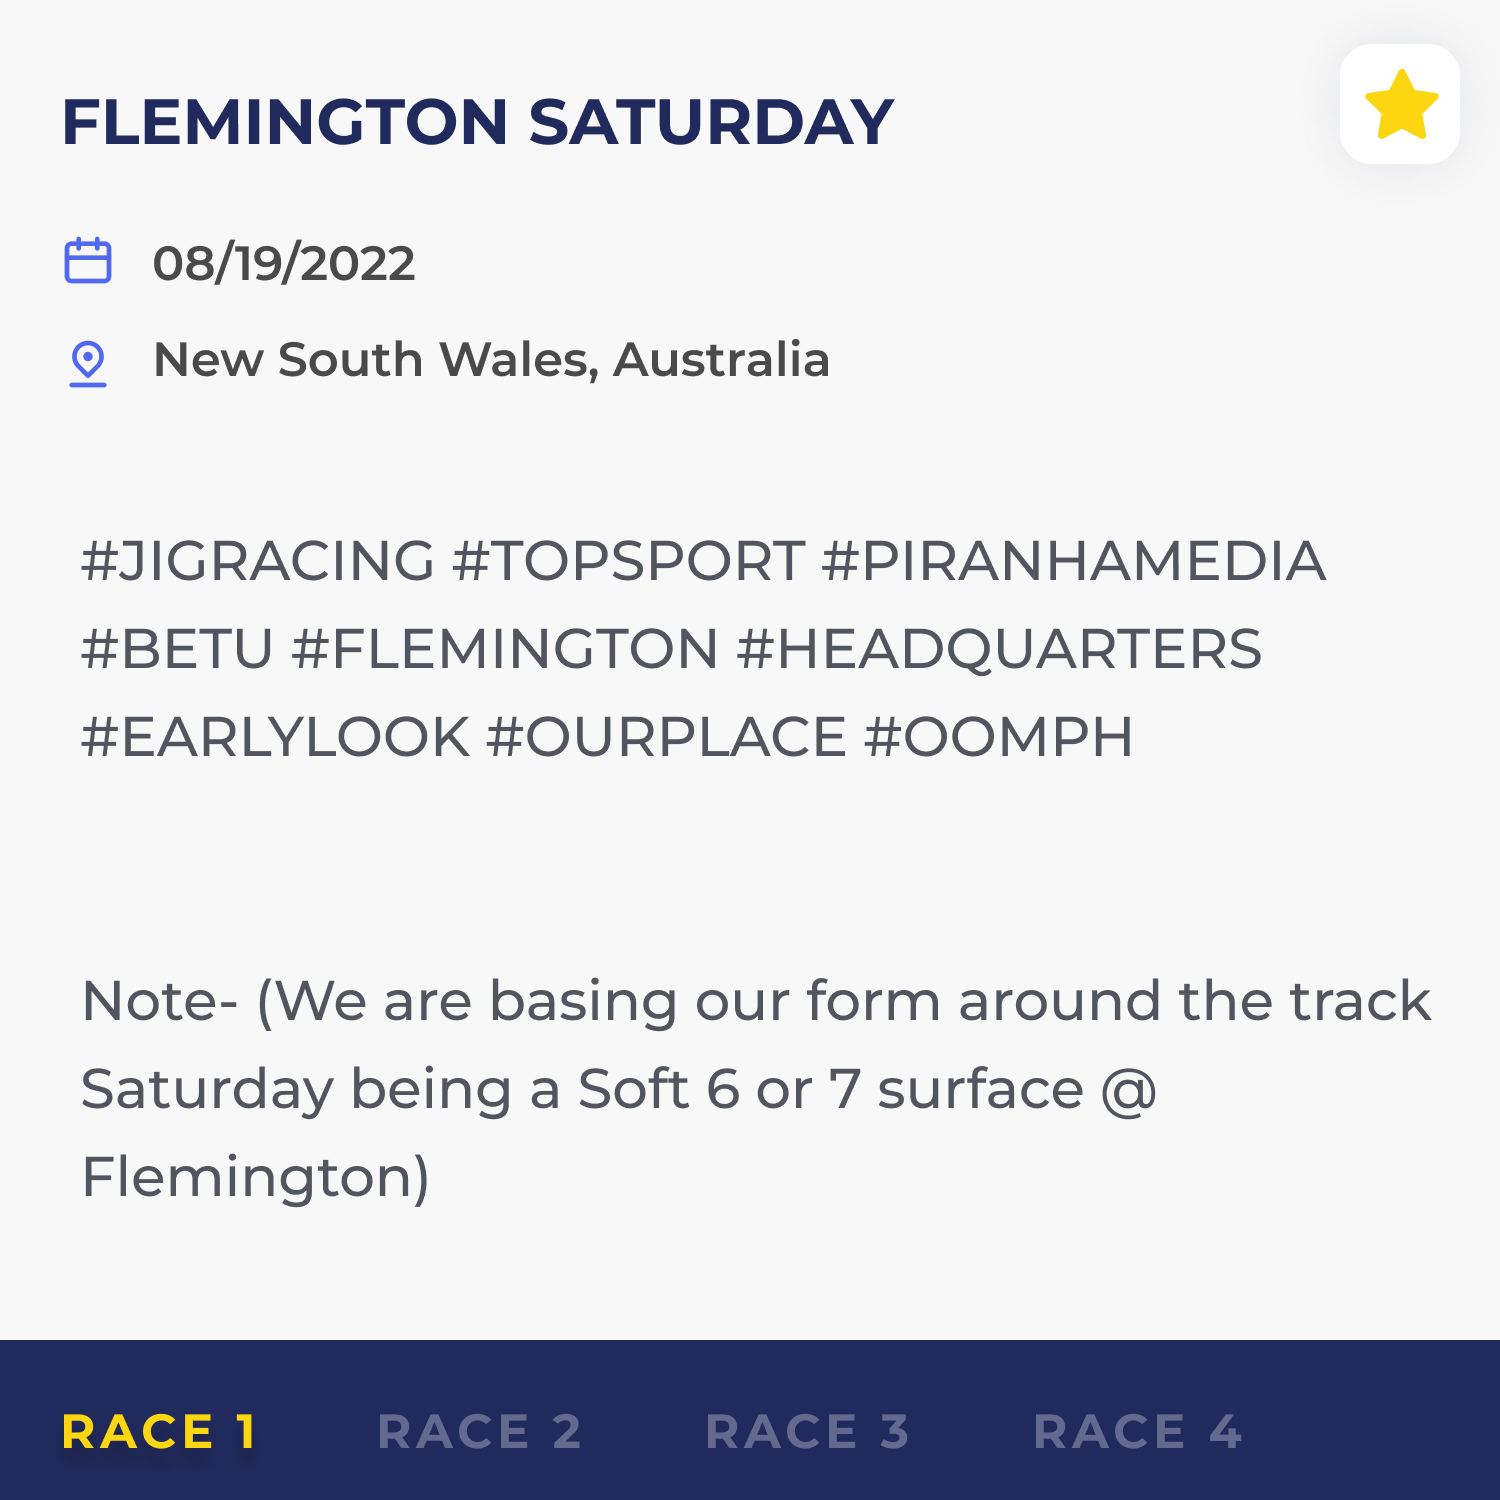 FLEMINGTON SATURDAY
08/19/2022
New South Wales, Australia
#JIGRACING #TOPSPORT #PIRANHAMEDIA
#BETU #FLEMINGTON #HEADQUARTERS
#EARLYLOOK #OURPLACE #OOMPH
Note- (We are basing our form around the track
Saturday being a Soft 6 or 7 surface @
Flemington)
RACE 1 RACE 2 RACE 3 RACE 4